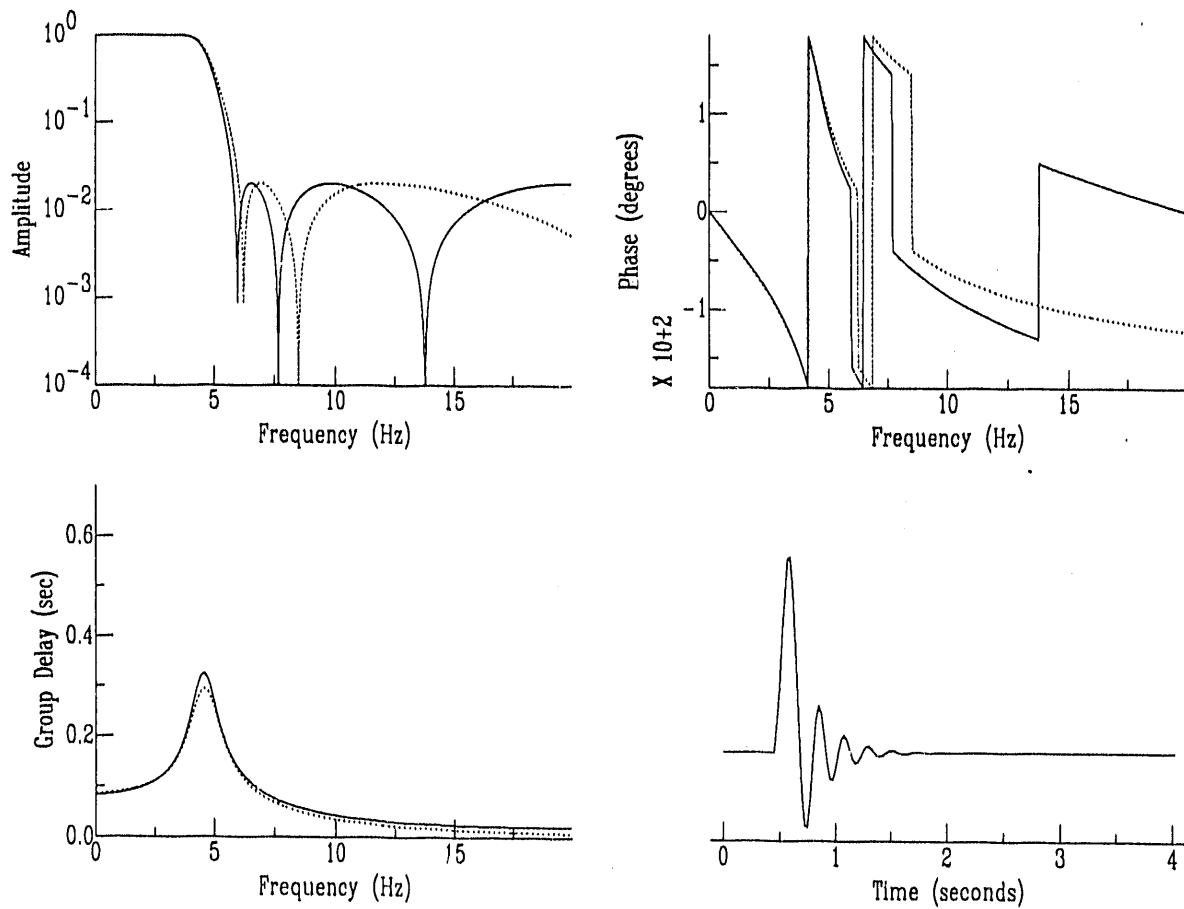 10^0
10^-1
10^-2
10^-3
10^-4
Amplitude
0 5 10 15
Frequency (Hz)
1
0
-1
X 10+2 Phase (degrees)
0 5 10 15
Frequency (Hz)
0.6
0.4
0.2
0.0
Group Delay (sec)
0 5 10 15
Frequency (Hz)
0 1 2 3 4
Time (seconds)